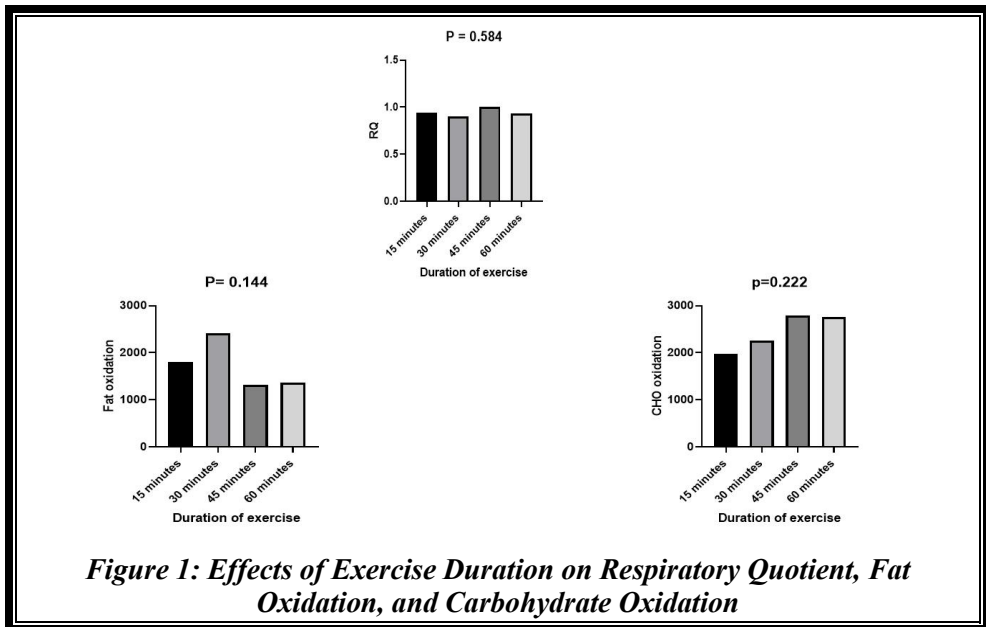 P = 0.584
1.5
1.0
0.5
0.0
RQ
15 minutes
30 minutes
45 minutes
60 minutes
Duration of exercise
P= 0.144
3000
2000
1000
0
Fat oxidation
15 minutes
30 minutes
45 minutes
60 minutes
Duration of exercise
p=0.222
3000
2000
1000
0
CHO oxidation
15 minutes
30 minutes
45 minutes
60 minutes
Duration of exercise
Figure 1: Effects of Exercise Duration on Respiratory Quotient, Fat
Oxidation, and Carbohydrate Oxidation